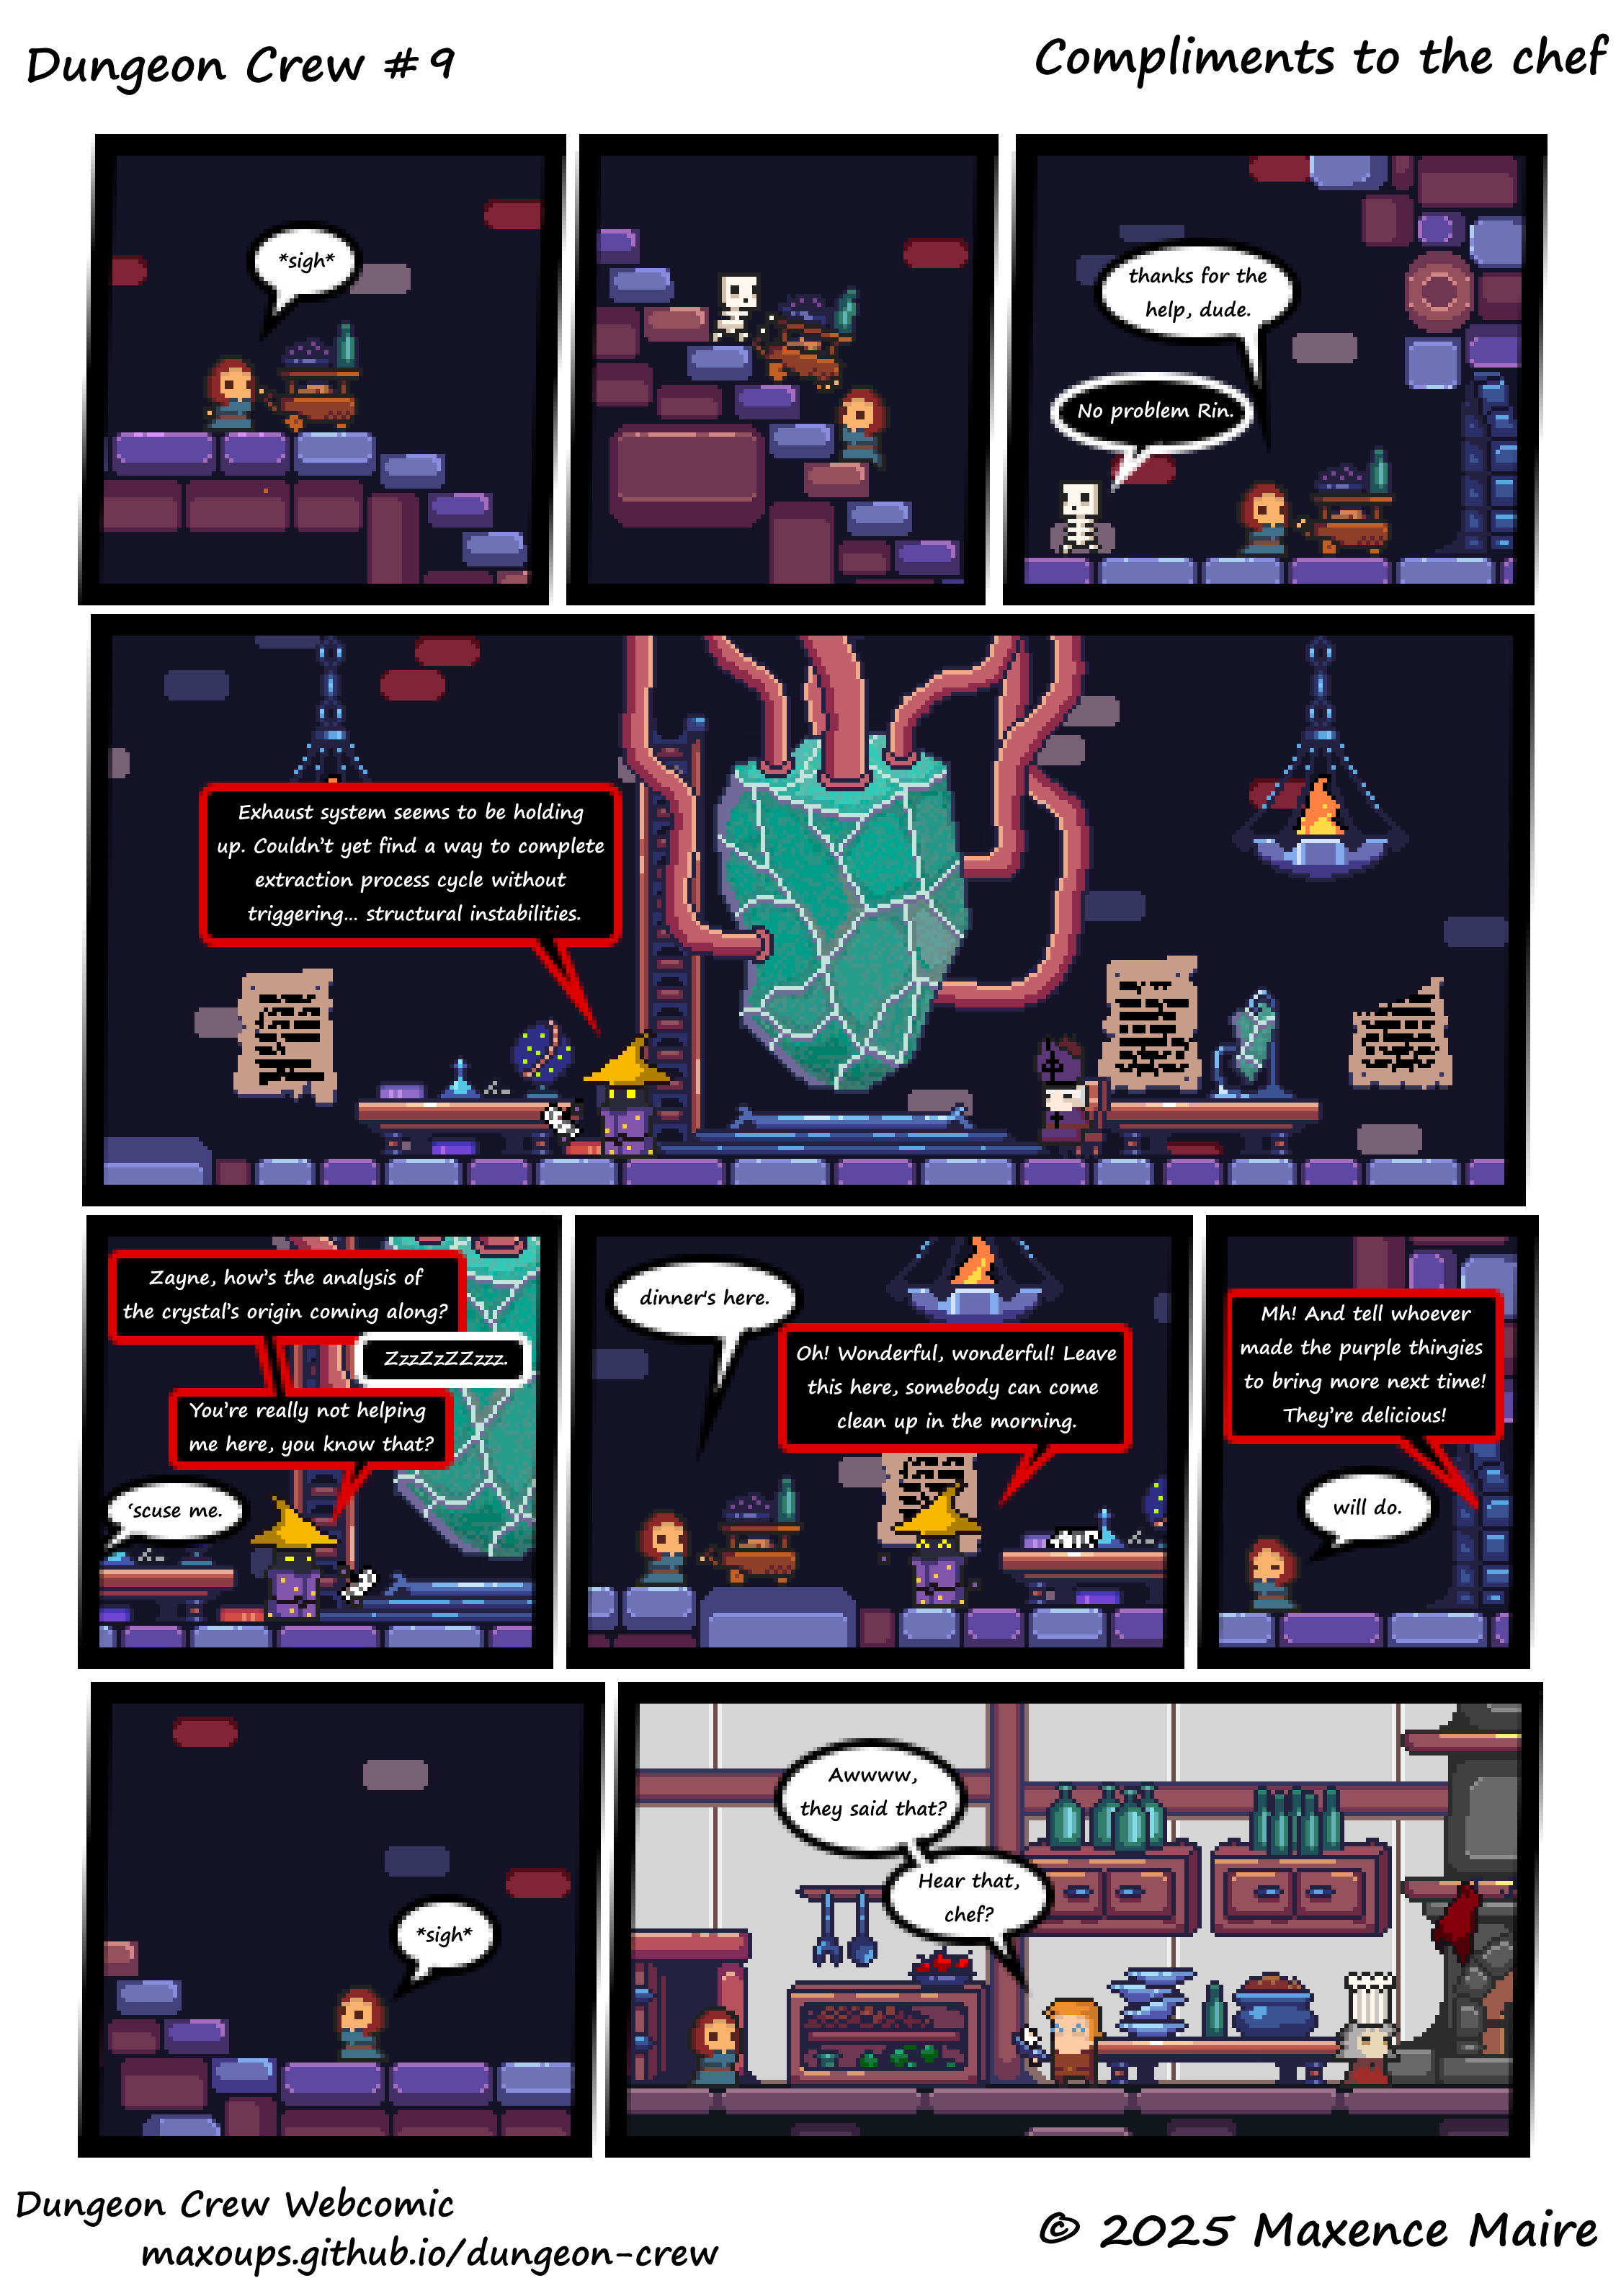 Dungeon Crew #9
Compliments to the chef
*sigh*
thanks for the
help, dude.
No problem Rin.
Exhaust system seems to be holding
up. Couldn't yet find a way to complete
extraction process cycle without
triggering... structural instabilities.
Zayne, how's the analysis of
the crystal's origin coming along?
ZzzZzZZzzz.
You're really not helping
me here, you know that?
'scuse me.
dinner's here.
Oh! Wonderful, wonderful! Leave
this here, somebody can come
clean up in the morning.
Mh! And tell whoever
made the purple thingies
to bring more next time!
They're delicious!
will do.
*sigh*
Awwww,
they said that?
Hear that,
chef?
Dungeon Crew Webcomic
maxoups.github.io/dungeon-crew
© 2025 Maxence Maire